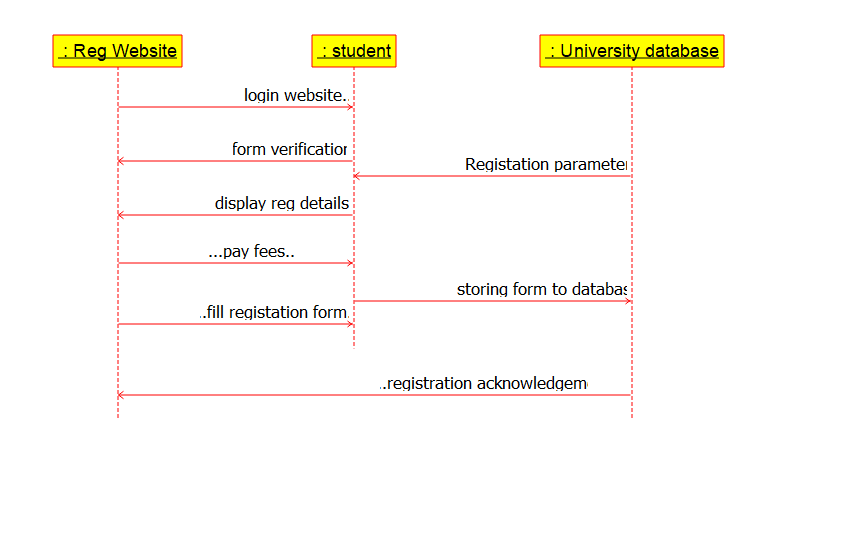 : Reg Website
: student
: University database
login website..
form verification
Registation parameter
display reg details
...pay fees..
storing form to databas
..fill registation form.
..registration acknowledgem